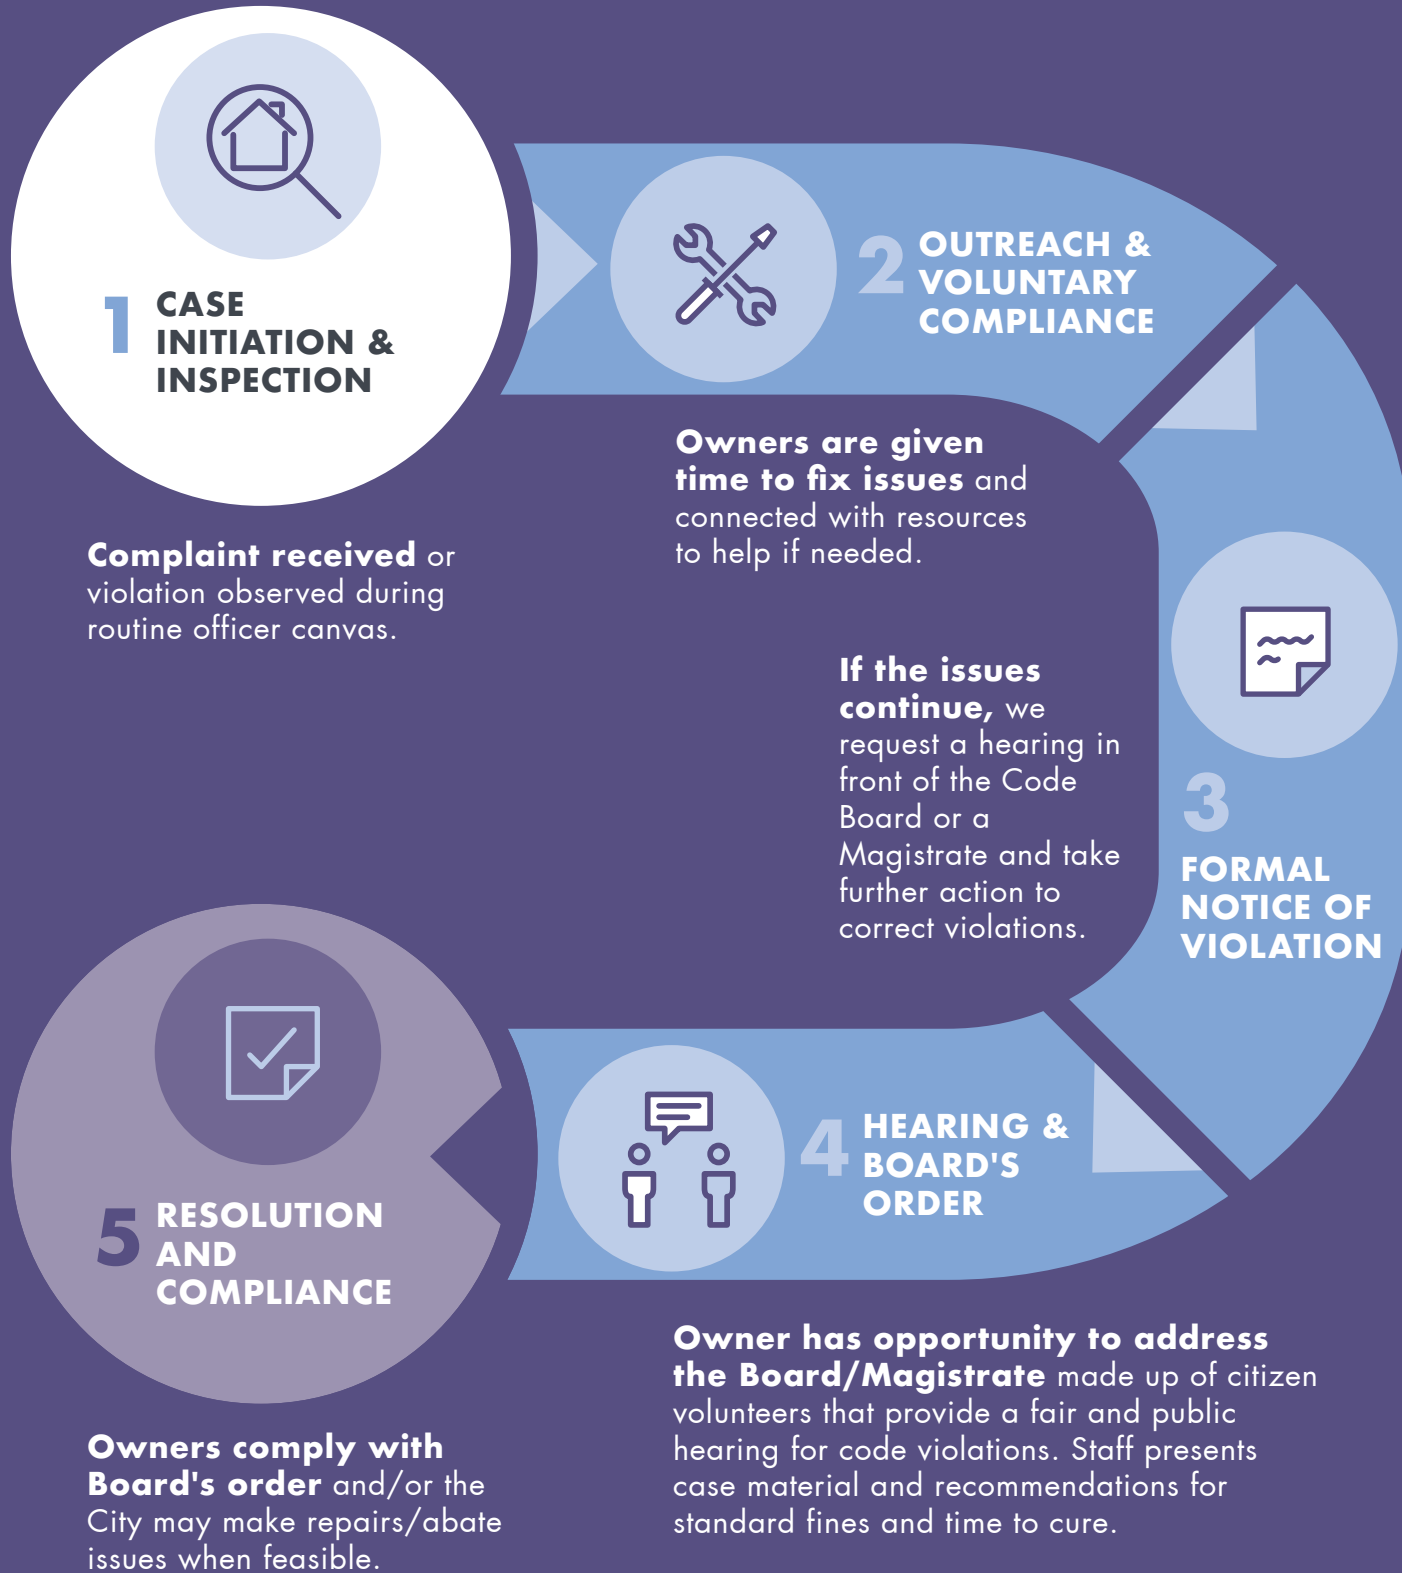 1
CASE
INITIATION &
INSPECTION
Complaint received or
violation observed during
routine officer canvas.
2
OUTREACH &
VOLUNTARY
COMPLIANCE
Owners are given
time to fix issues and
connected with resources
to help if needed.
3
FORMAL
NOTICE OF
VIOLATION
If the issues
continue, we
request a hearing in
front of the Code
Board or a
Magistrate and take
further action to
correct violations.
4
HEARING &
BOARD'S
ORDER
Owner has opportunity to address
the Board/Magistrate made up of citizen
volunteers that provide a fair and public
hearing for code violations. Staff presents
case material and recommendations for
standard fines and time to cure.
5
RESOLUTION
AND
COMPLIANCE
Owners comply with
Board's order and/or the
City may make repairs/abate
issues when feasible.